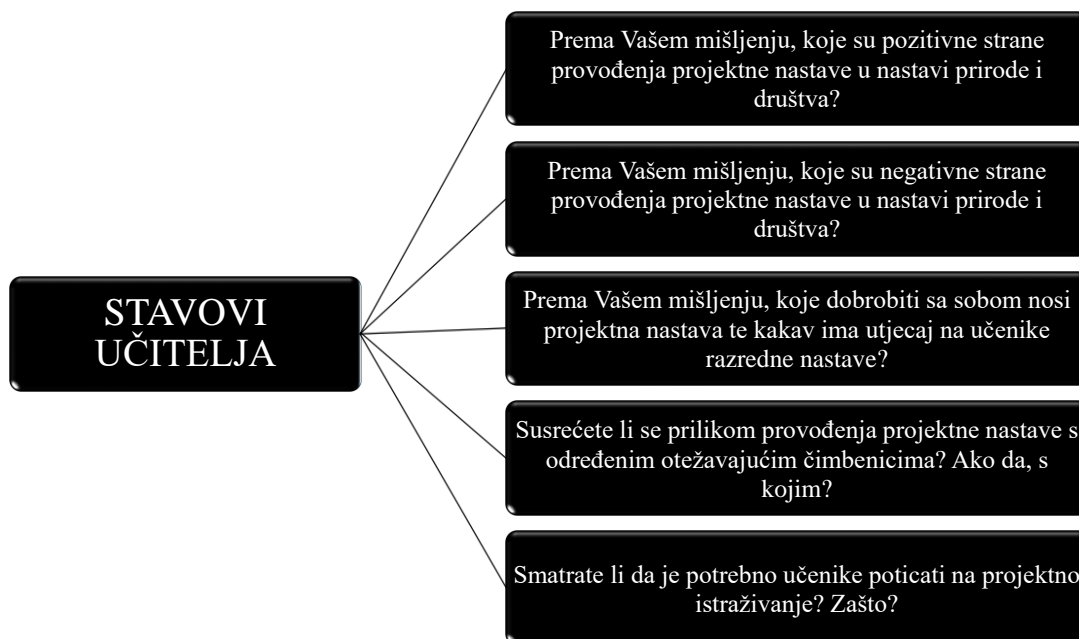 STAVOVI
UČITELJA
Prema Vašem mišljenju, koje su pozitivne strane
provođenja projektne nastave u nastavi prirode i
društva?
Prema Vašem mišljenju, koje su negativne strane
provođenja projektne nastave u nastavi prirode i
društva?
Prema Vašem mišljenju, koje dobrobiti sa sobom nosi
projektna nastava te kakav ima utjecaj na učenike
razredne nastave?
Susrećete li se prilikom provođenja projektne nastave s
određenim otežavajućim čimbenicima? Ako da, s
kojim?
Smatrate li da je potrebno učenike poticati na projektno
istraživanje? Zašto?